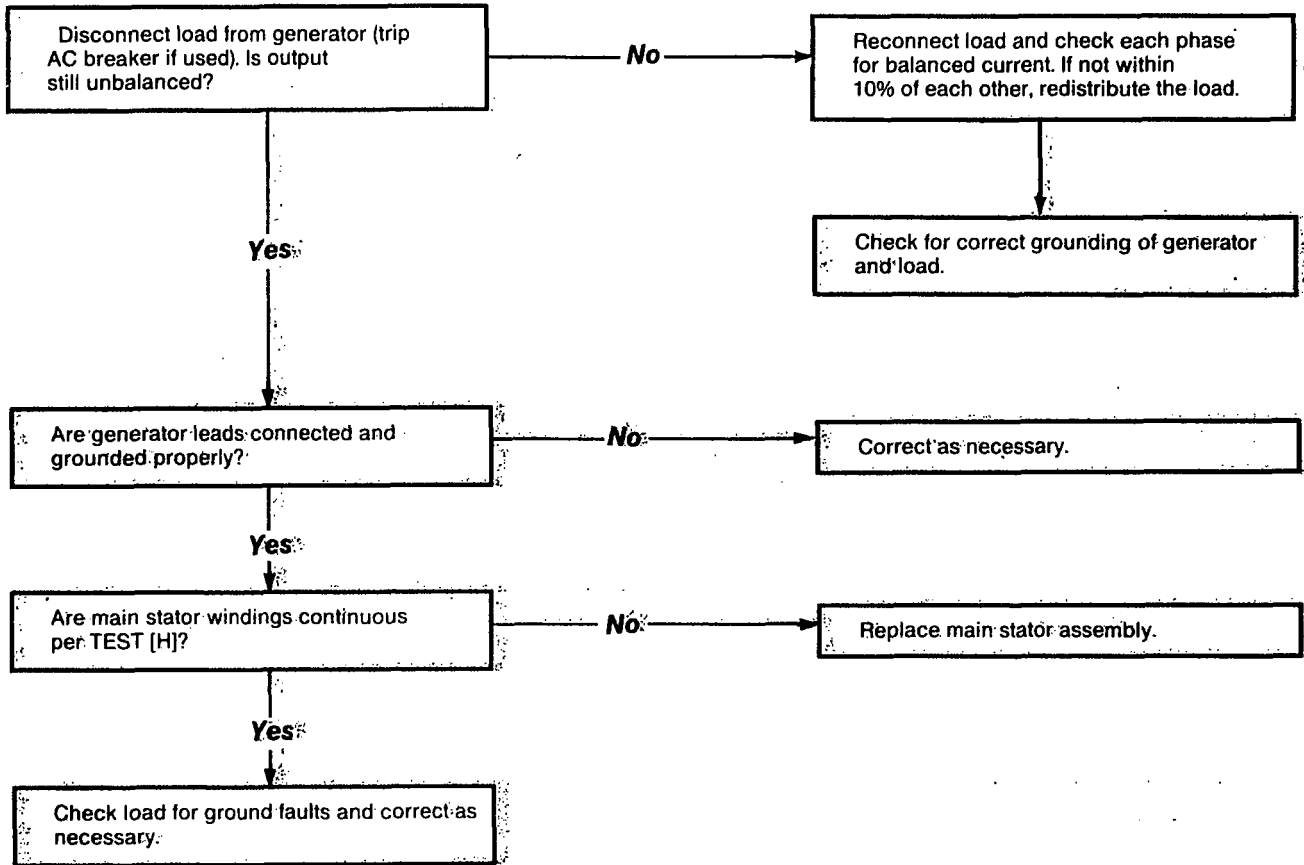 Disconnect load from generator (trip
AC breaker if used). Is output
still unbalanced?
No
Reconnect load and check each phase
for balanced current. If not within
10% of each other, redistribute the load.
Yes
Check for correct grounding of generator
and load.
Are generator leads connected and
grounded properly?
No
Correct as necessary.
Yes
Are main stator windings continuous
per TEST [H]?
No
Replace main stator assembly.
Yes
Check load for ground faults and correct as
necessary.